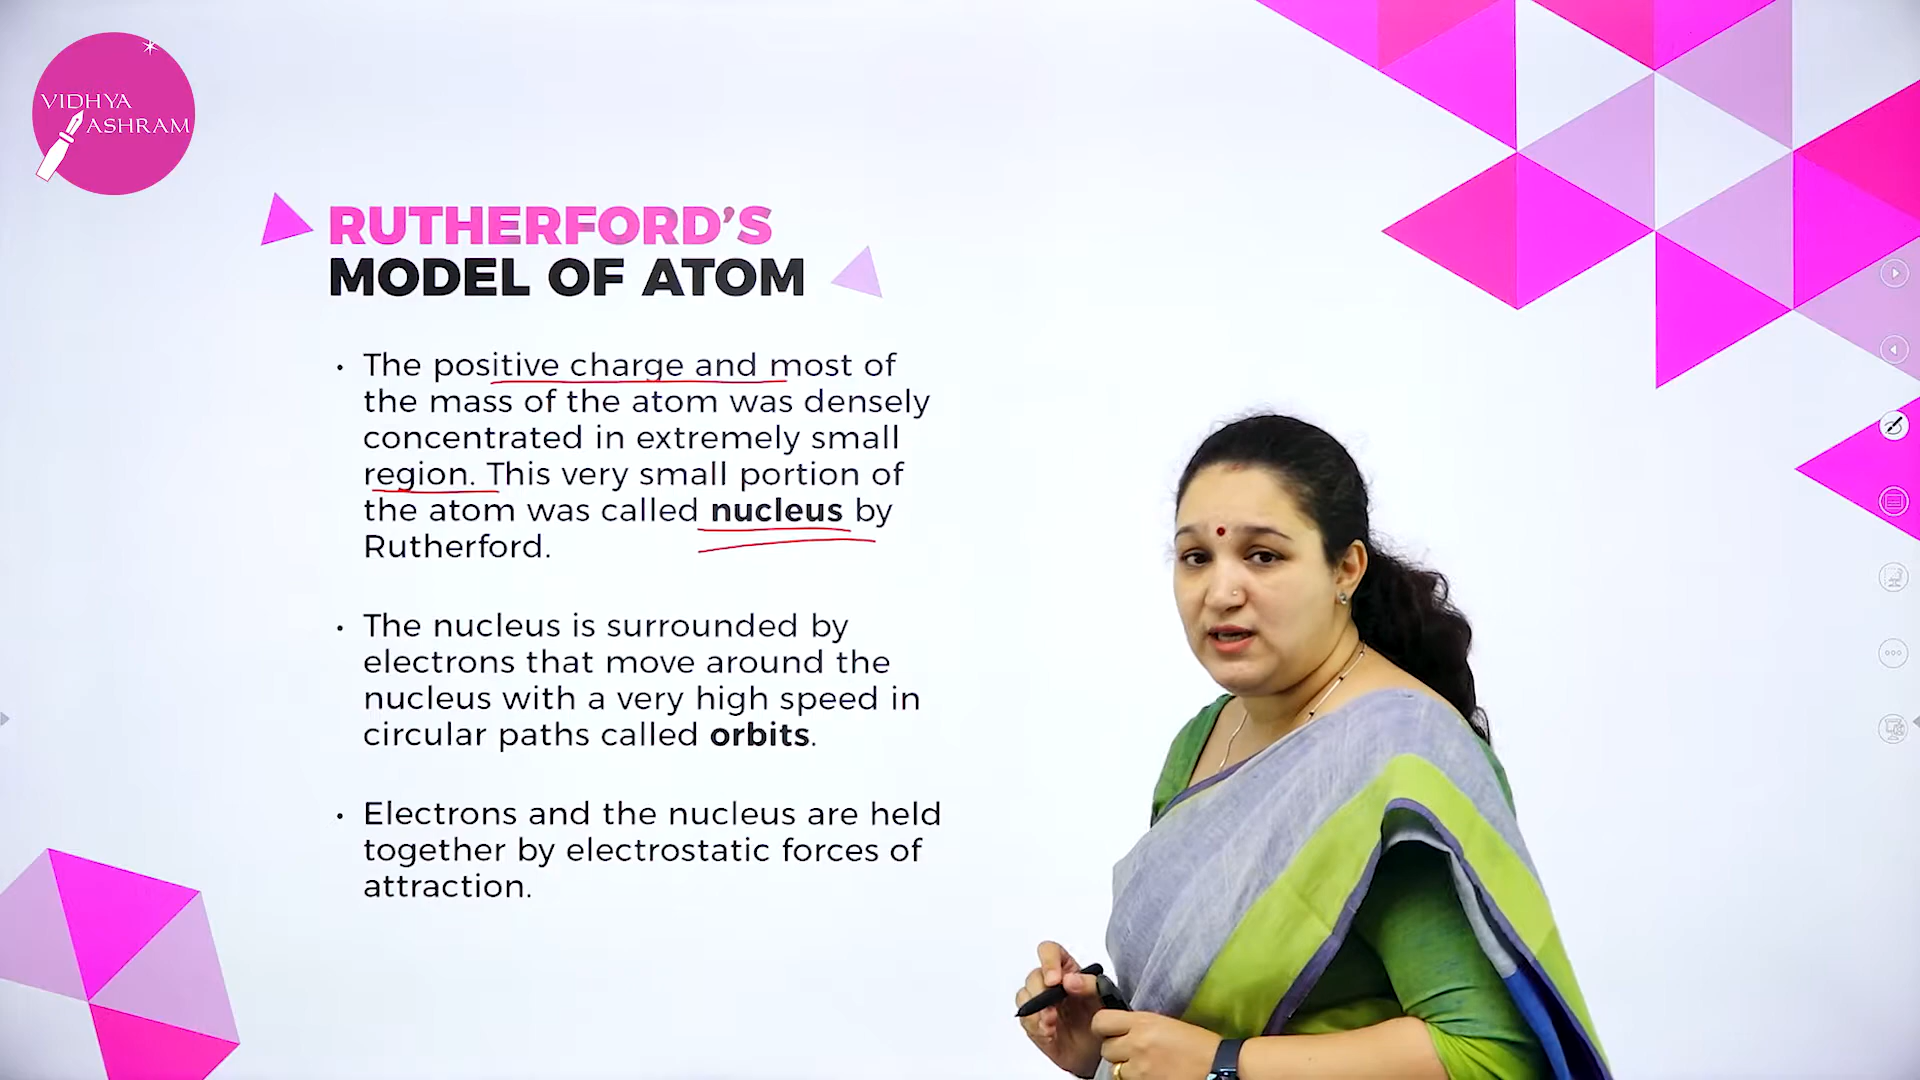 VIDHYA
ASHRAM
RUTHERFORD’S
MODEL OF ATOM
• The positive charge and most of
the mass of the atom was densely
concentrated in extremely small
region. This very small portion of
the atom was called nucleus by
Rutherford.
• The nucleus is surrounded by
electrons that move around the
nucleus with a very high speed in
circular paths called orbits.
• Electrons and the nucleus are held
together by electrostatic forces of
attraction.